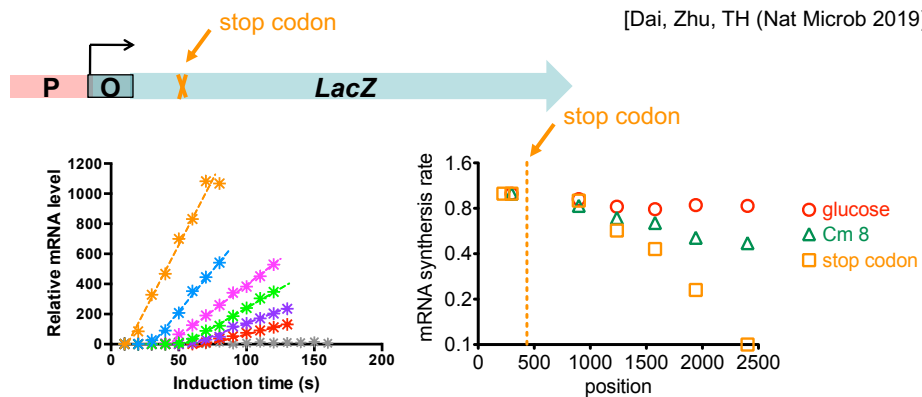 [Dai, Zhu, TH (Nat Microb 2019)
stop codon
P O LacZ
stop codon
1200
1000
800
600
400
200
0
0 50 100 150 200
Relative mRNA level
Induction time (s)
1.6
0.8
0.4
0.2
0.1
0 500 1000 1500 2000 2500
mRNA synthesis rate
position
glucose
Cm 8
stop codon